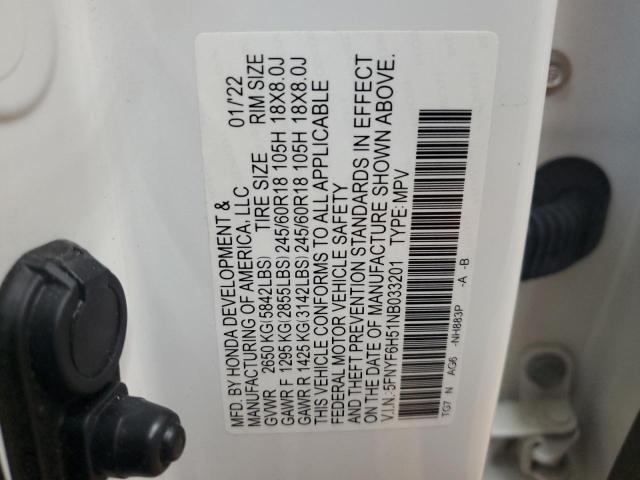 MFD. BY HONDA DEVELOPMENT & 01/'22
MANUFACTURING OF AMERICA, LLC
GVWR 2650 KG(5842LBS) TIRE SIZE RIM SIZE
GAWR F 1295 KG(2855LBS) 245/60R18 105H 18X8.0J
GAWR R 1425 KG(3142LBS) 245/60R18 105H 18X8.0J
THIS VEHICLE CONFORMS TO ALL APPLICABLE
FEDERAL MOTOR VEHICLE SAFETY
AND THEFT PREVENTION STANDARDS IN EFFECT
ON THE DATE OF MANUFACTURE SHOWN ABOVE.
V.I.N.: 5FNYF6H51NB033201 TYPE: MPV
TG7 N AG6 -NH883P -A -B